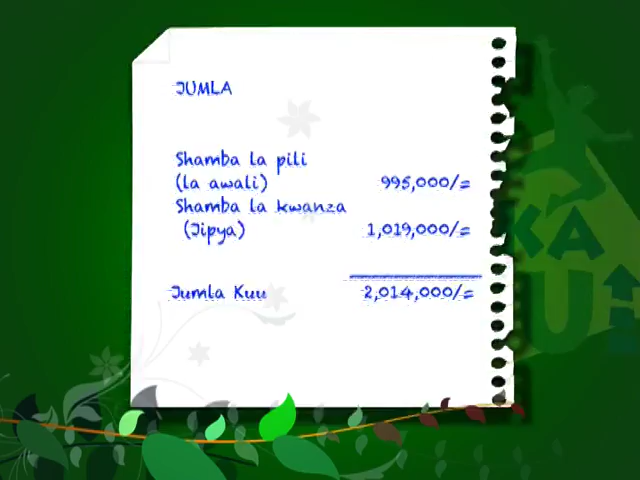 JUMLA
Shamba la pili
(la awali) 995,000/=
Shamba la kwanza
(Jipya) 1,019,000/=
Jumla Kuu 2,014,000/=
KA
U